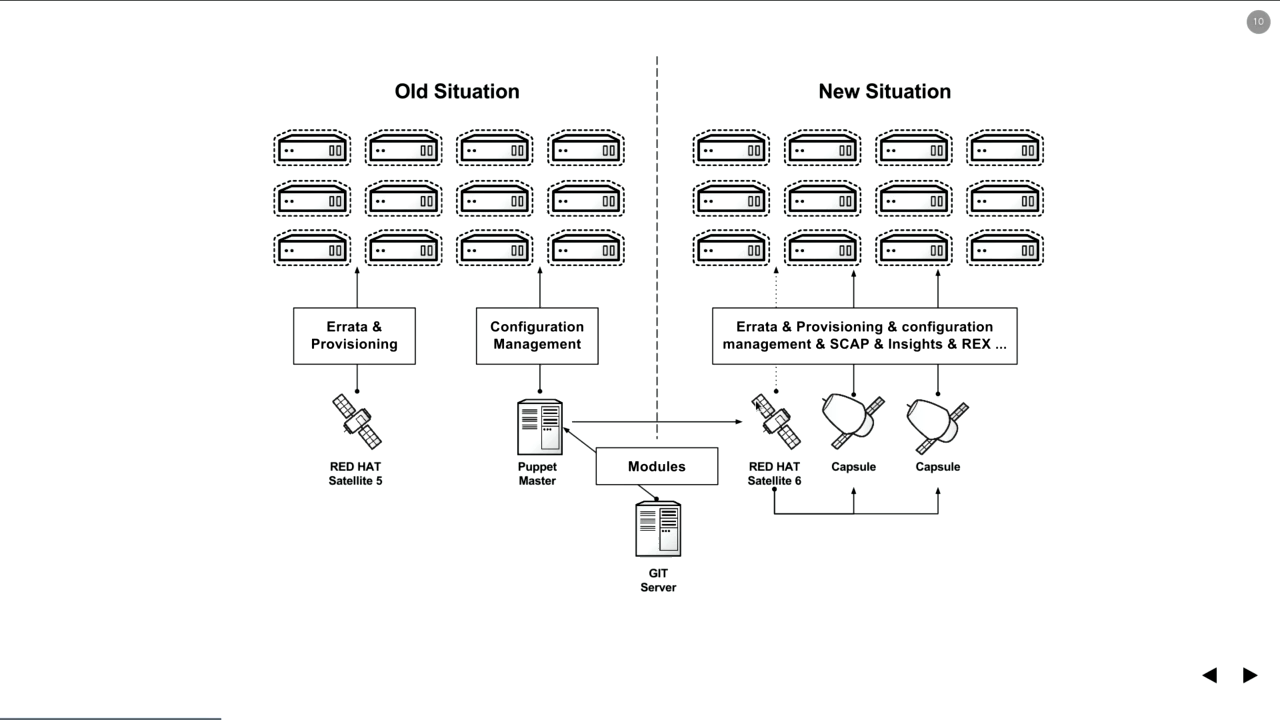 10
Old Situation
New Situation
Errata &
Provisioning
Configuration
Management
Errata & Provisioning & configuration
management & SCAP & Insights & REX ...
RED HAT
Satellite 5
Puppet
Master
Modules
RED HAT
Satellite 6
Capsule
Capsule
GIT
Server